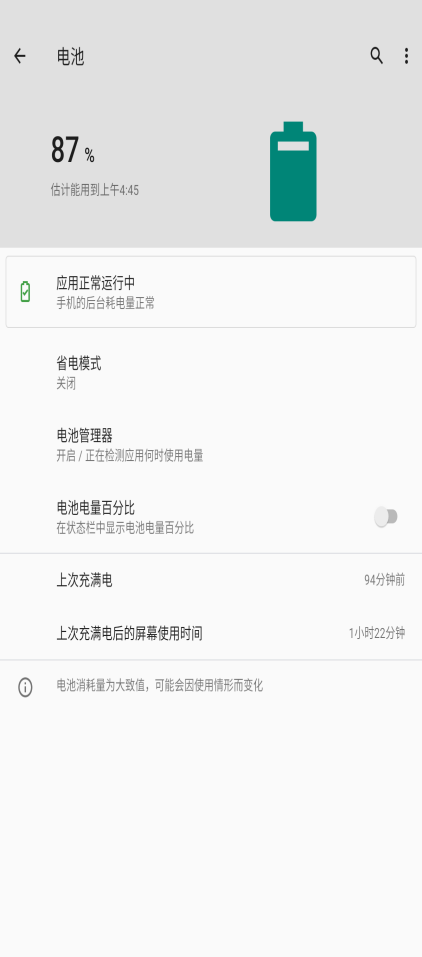 电池
87 %
估计能用到上午4:45
应用正常运行中
手机的后台耗电量正常
省电模式
关闭
电池管理器
开启 / 正在检测应用何时使用电量
电池电量百分比
在状态栏中显示电池电量百分比
上次充满电 94分钟前
上次充满电后的屏幕使用时间 1小时22分钟
电池消耗量为大致值，可能会因使用情形而变化